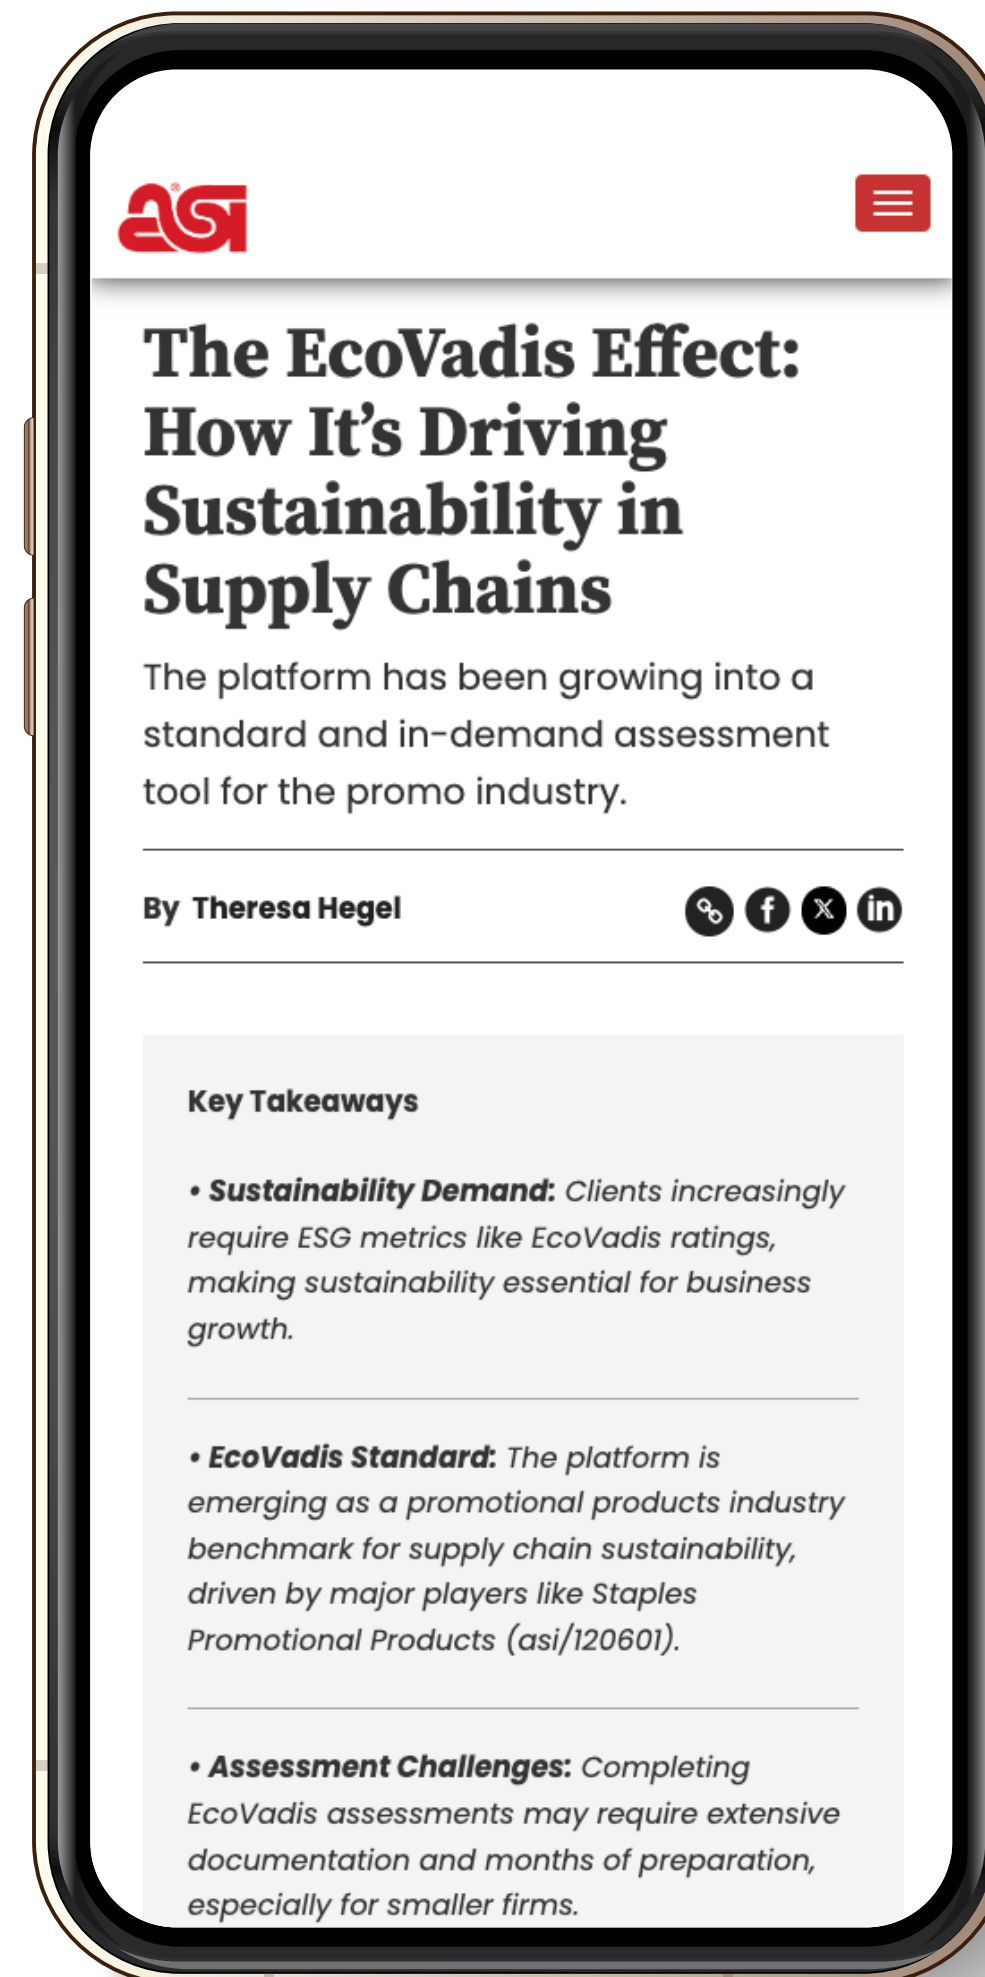 asi®
The EcoVadis Effect:
How It’s Driving
Sustainability in
Supply Chains
The platform has been growing into a
standard and in-demand assessment
tool for the promo industry.
By Theresa Hegel
Key Takeaways
• Sustainability Demand: Clients increasingly
require ESG metrics like EcoVadis ratings,
making sustainability essential for business
growth.
• EcoVadis Standard: The platform is
emerging as a promotional products industry
benchmark for supply chain sustainability,
driven by major players like Staples
Promotional Products (asi/120601).
• Assessment Challenges: Completing
EcoVadis assessments may require extensive
documentation and months of preparation,
especially for smaller firms.